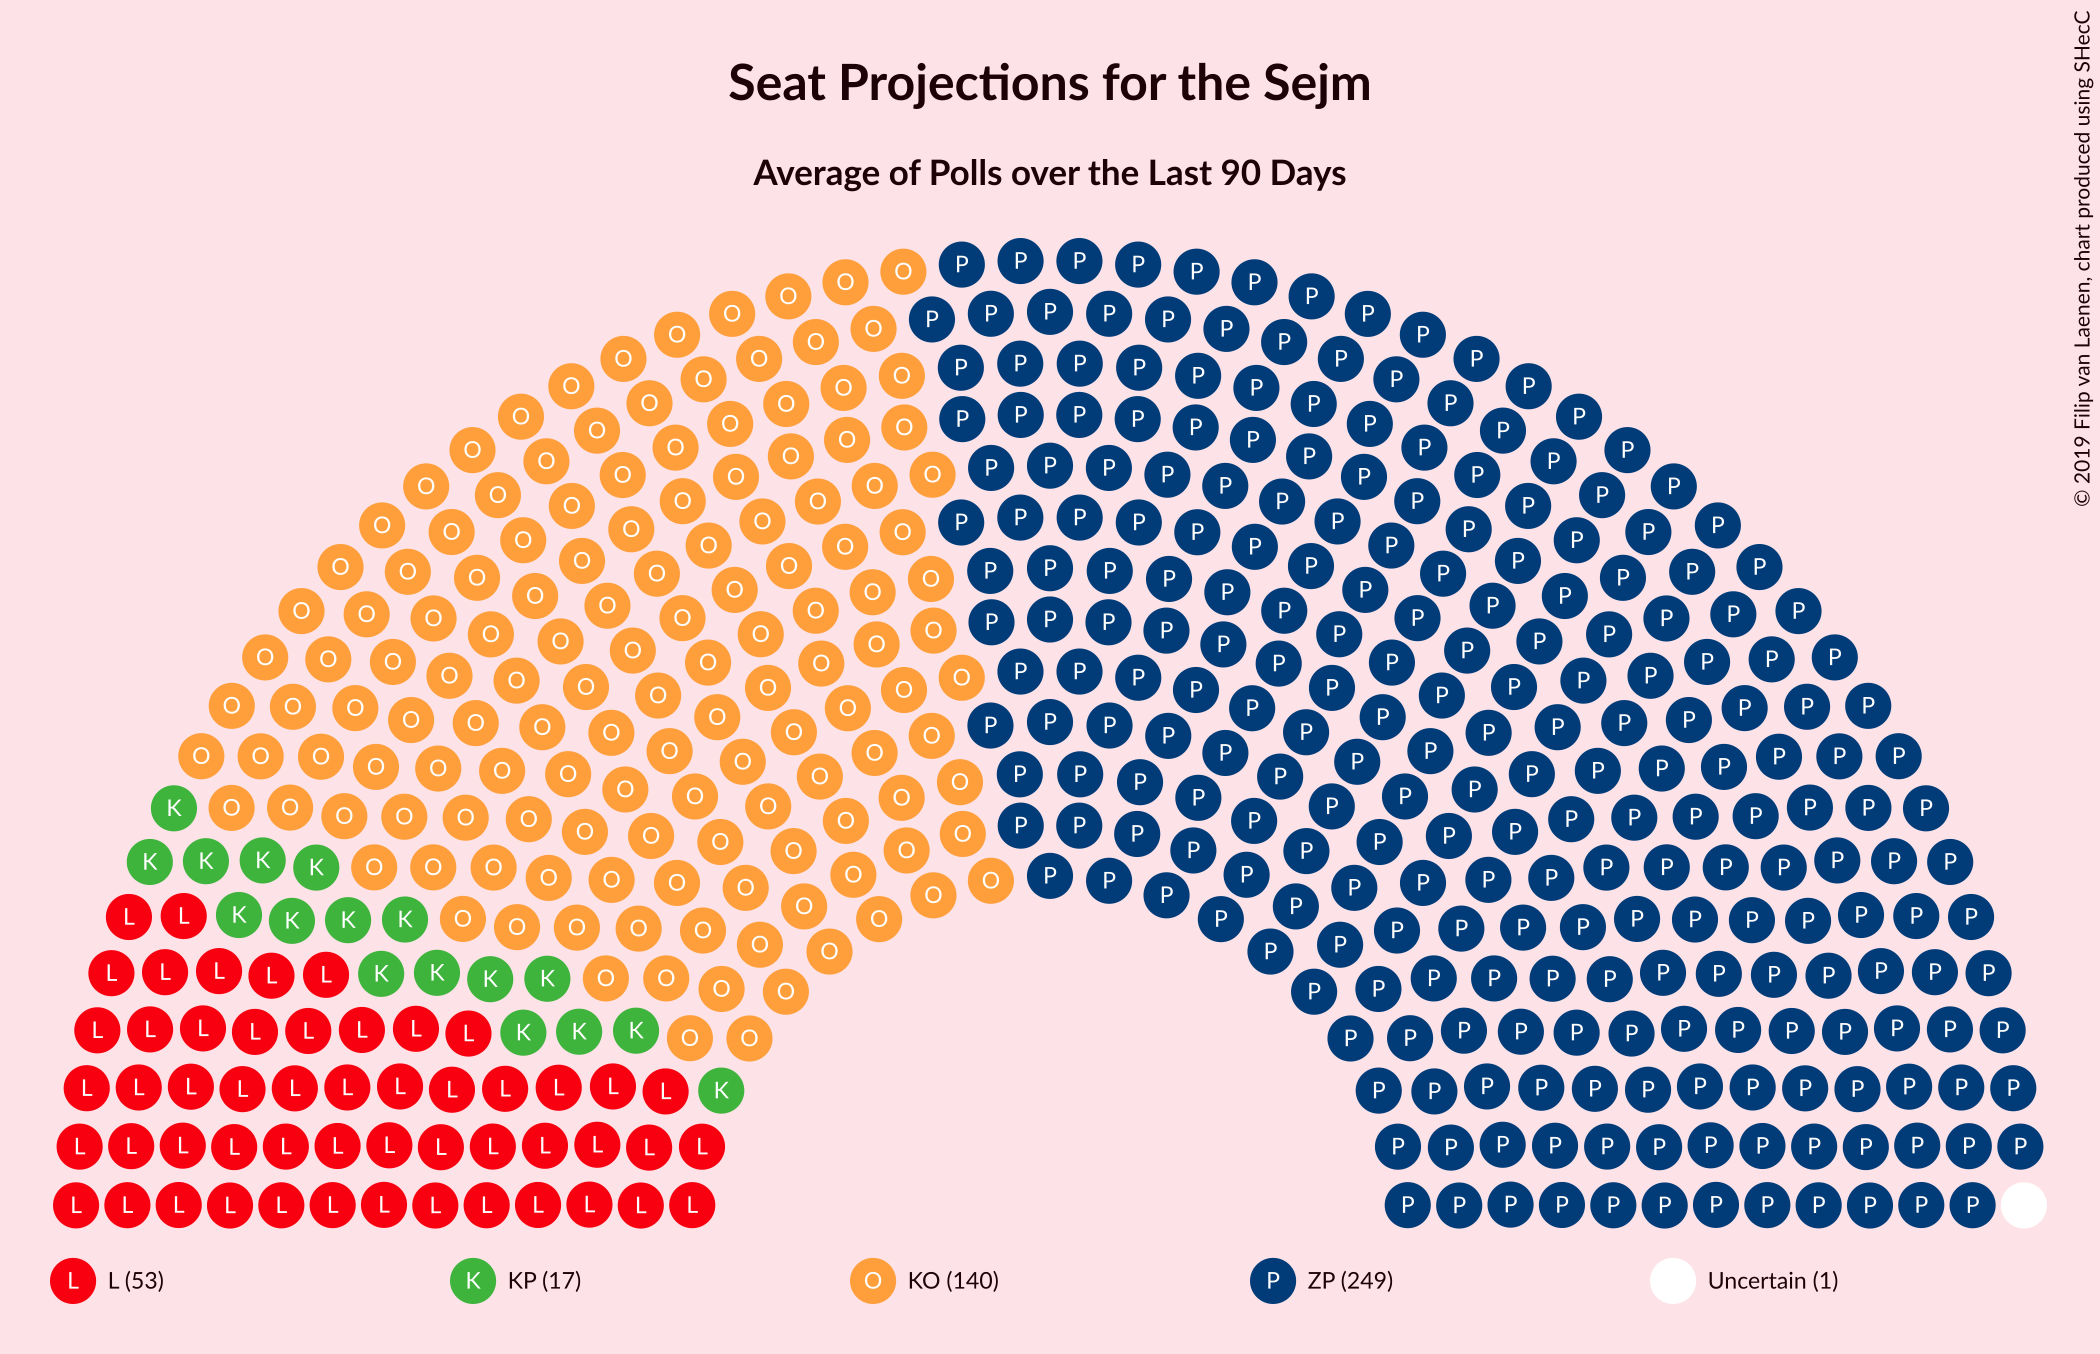 Seat Projections for the Sejm
Average of Polls over the Last 90 Days
© 2019 Filip van Laenen, chart produced using SHecC
L L (53)
K KP (17)
O KO (140)
P ZP (249)
Uncertain (1)